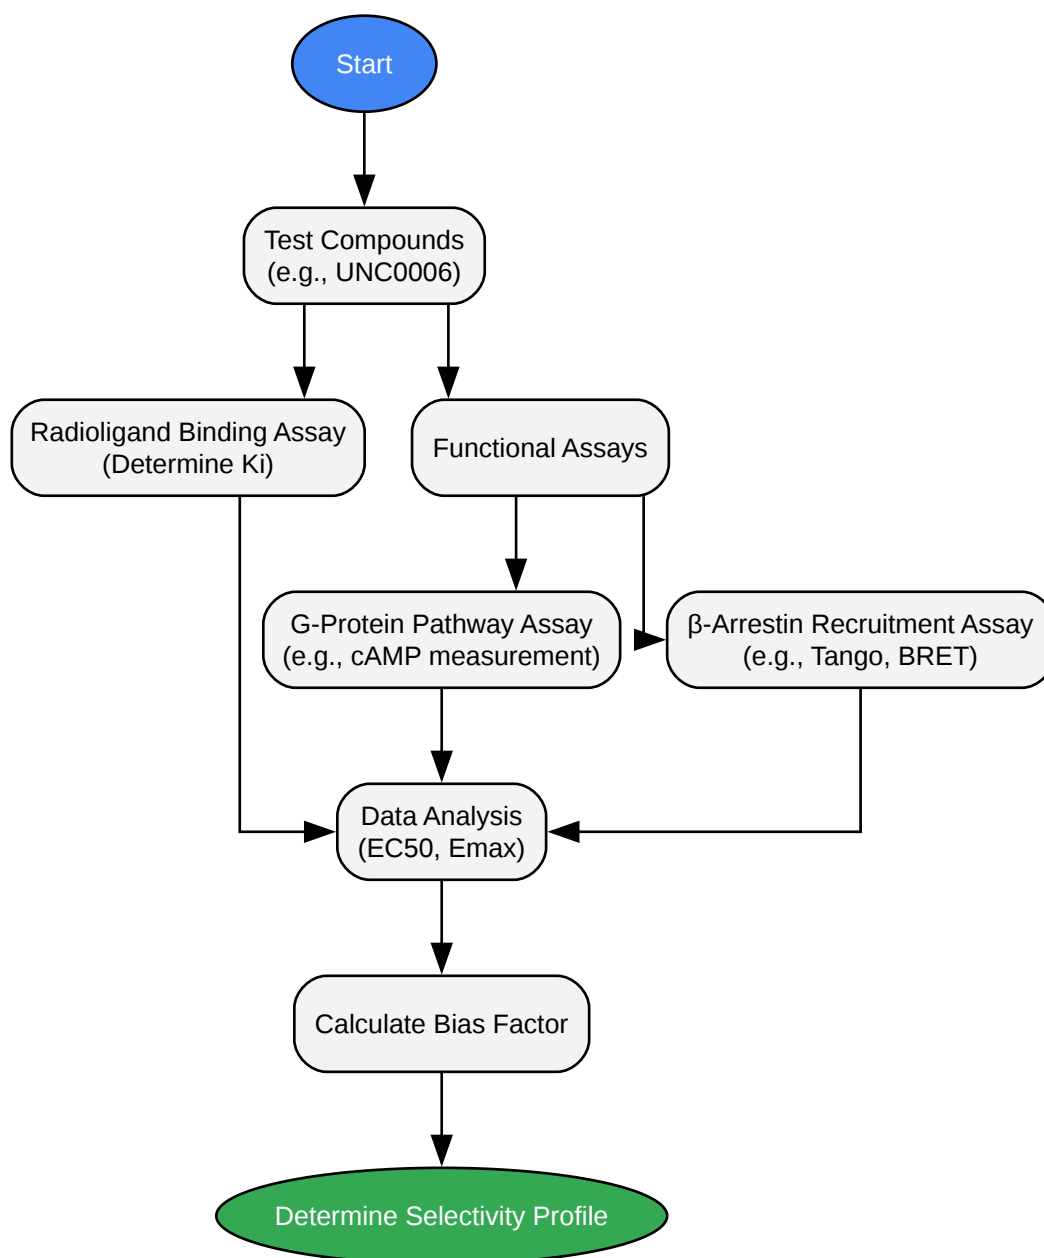 Start
Test Compounds
(e.g., UNC0006)
Radioligand Binding Assay
(Determine Ki)
Functional Assays
G-Protein Pathway Assay
(e.g., cAMP measurement)
β-Arrestin Recruitment Assay
(e.g., Tango, BRET)
Data Analysis
(EC50, Emax)
Calculate Bias Factor
Determine Selectivity Profile